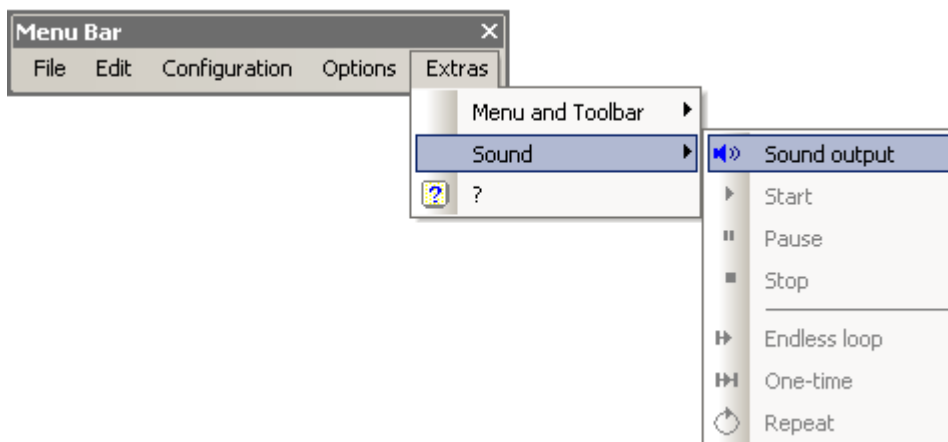 Menu Bar
File Edit Configuration Options Extras
Menu and Toolbar
Sound
?
Sound output
Start
Pause
Stop
Endless loop
One-time
Repeat